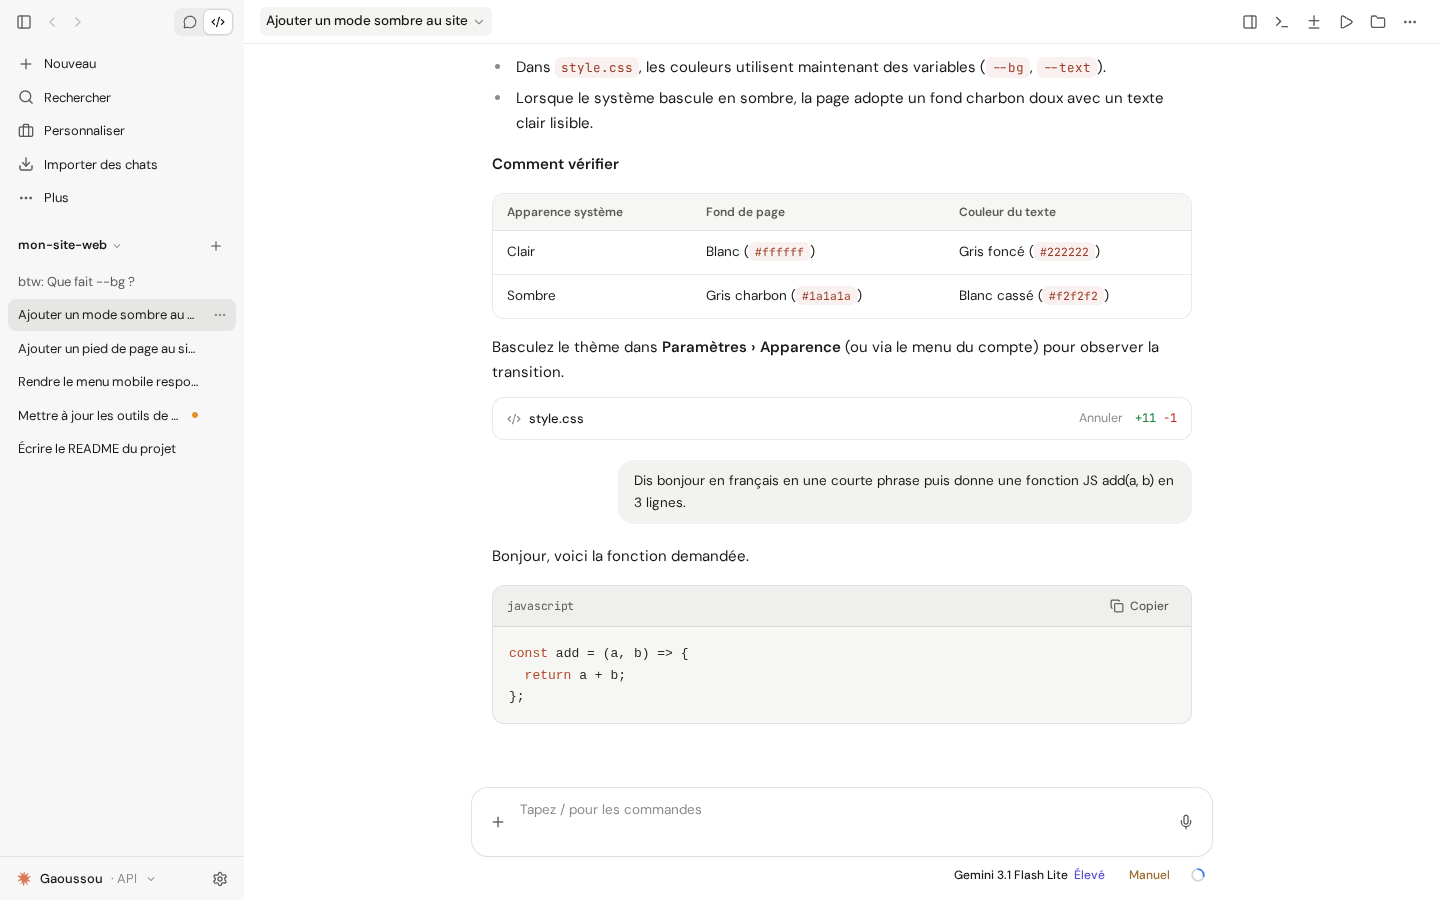 Ajouter un mode sombre au site
Nouveau
Rechercher
Personnaliser
Importer des chats
Plus
mon-site-web
btw: Que fait --bg ?
Ajouter un mode sombre au ...
Ajouter un pied de page au si...
Rendre le menu mobile respo...
Mettre à jour les outils de ...
Écrire le README du projet
Gaoussou · API
Dans style.css, les couleurs utilisent maintenant des variables (--bg, --text).
Lorsque le système bascule en sombre, la page adopte un fond charbon doux avec un texte
clair lisible.
Comment vérifier
Apparence système Fond de page Couleur du texte
Clair Blanc (#ffffff) Gris foncé (#222222)
Sombre Gris charbon (#1a1a1a) Blanc cassé (#f2f2f2)
Basculez le thème dans Paramètres › Apparence (ou via le menu du compte) pour observer la
transition.
style.css Annuler +11 -1
Dis bonjour en français en une courte phrase puis donne une fonction JS add(a, b) en
3 lignes.
Bonjour, voici la fonction demandée.
javascript Copier
const add = (a, b) => {
  return a + b;
};
Tapez / pour les commandes
Gemini 3.1 Flash Lite Élevé Manuel